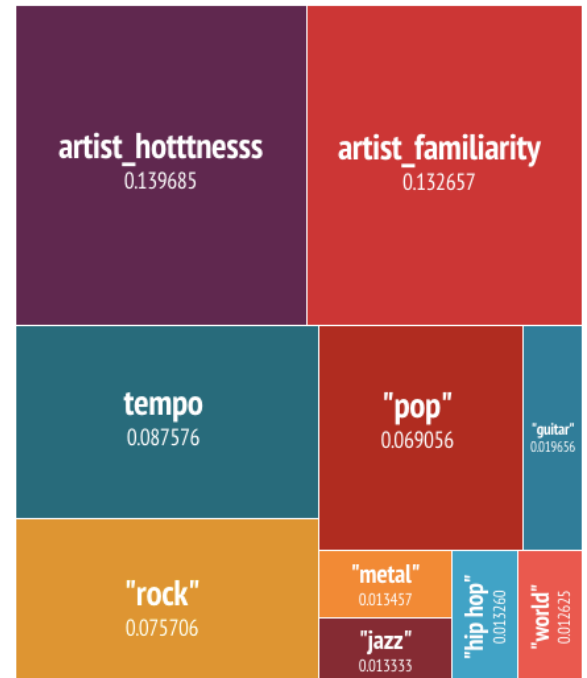 artist_hotttnesss
0.139685
artist_familiarity
0.132657
tempo
0.087576
"pop"
0.069056
"guitar"
0.019656
"rock"
0.075706
"metal"
0.013457
"jazz"
0.013333
"hip hop"
0.013260
"world"
0.012625